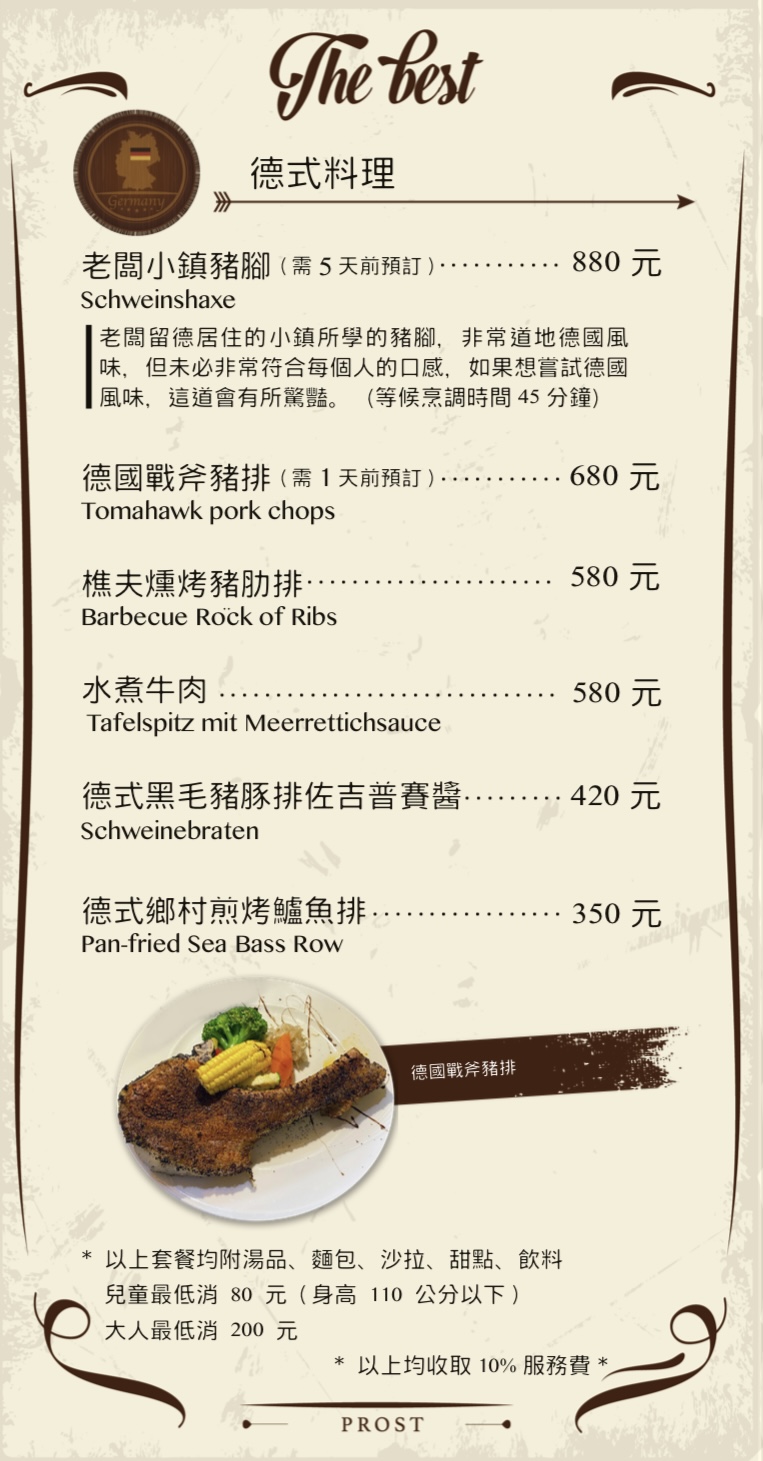 The best
Germany
德式料理
老闆小鎮豬腳 ( 需 5 天前預訂 ) ··········· 880 元
Schweinshaxe
老闆留德居住的小鎮所學的豬腳，非常道地德國風
味，但未必非常符合每個人的口感，如果想嘗試德國
風味，這道會有所驚豔。 (等候烹調時間 45 分鐘)
德國戰斧豬排 ( 需 1 天前預訂 ) ··········· 680 元
Tomahawk pork chops
樵夫燻烤豬肋排 ······················ 580 元
Barbecue Röck of Ribs
水煮牛肉 ······························ 580 元
Tafelspitz mit Meerrettichsauce
德式黑毛豬豚排佐吉普賽醬 ········· 420 元
Schweinebraten
德式鄉村煎烤鱸魚排 ················· 350 元
Pan-fried Sea Bass Row
德國戰斧豬排
* 以上套餐均附湯品、麵包、沙拉、甜點、飲料
兒童最低消 80 元 ( 身高 110 公分以下 )
大人最低消 200 元
* 以上均收取 10% 服務費 *
PROST